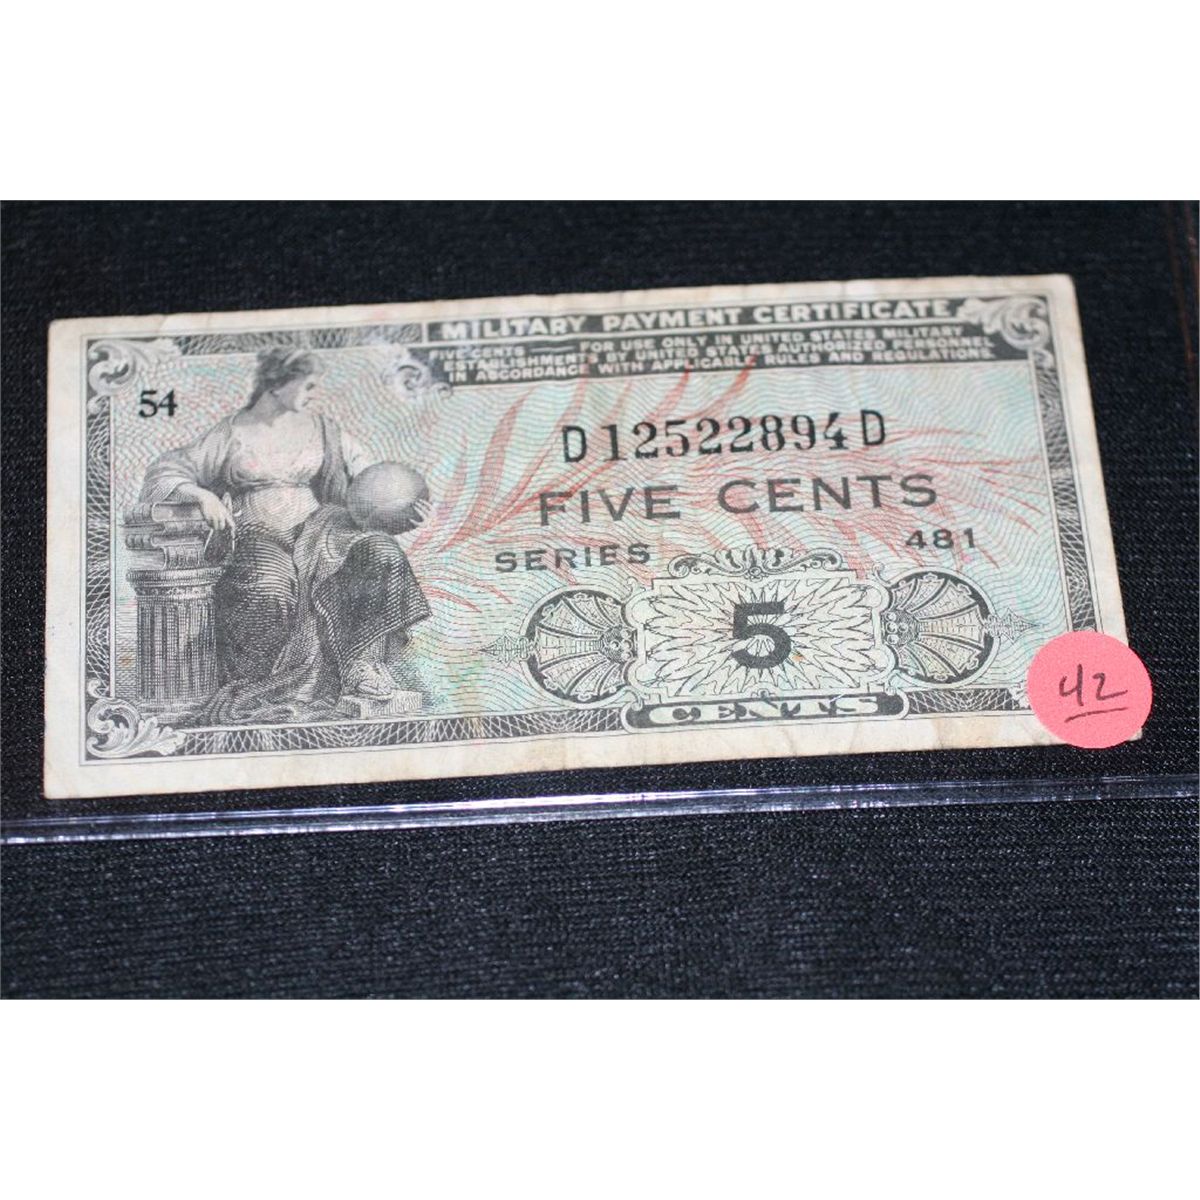 MILITARY PAYMENT CERTIFICATE
FIVE CENTS FOR USE ONLY IN UNITED STATES MILITARY
ESTABLISHMENTS BY UNITED STATES AUTHORIZED PERSONNEL
IN ACCORDANCE WITH APPLICABLE RULES AND REGULATIONS.
54
D12522894D
FIVE CENTS
SERIES 481
5
CENTS
42